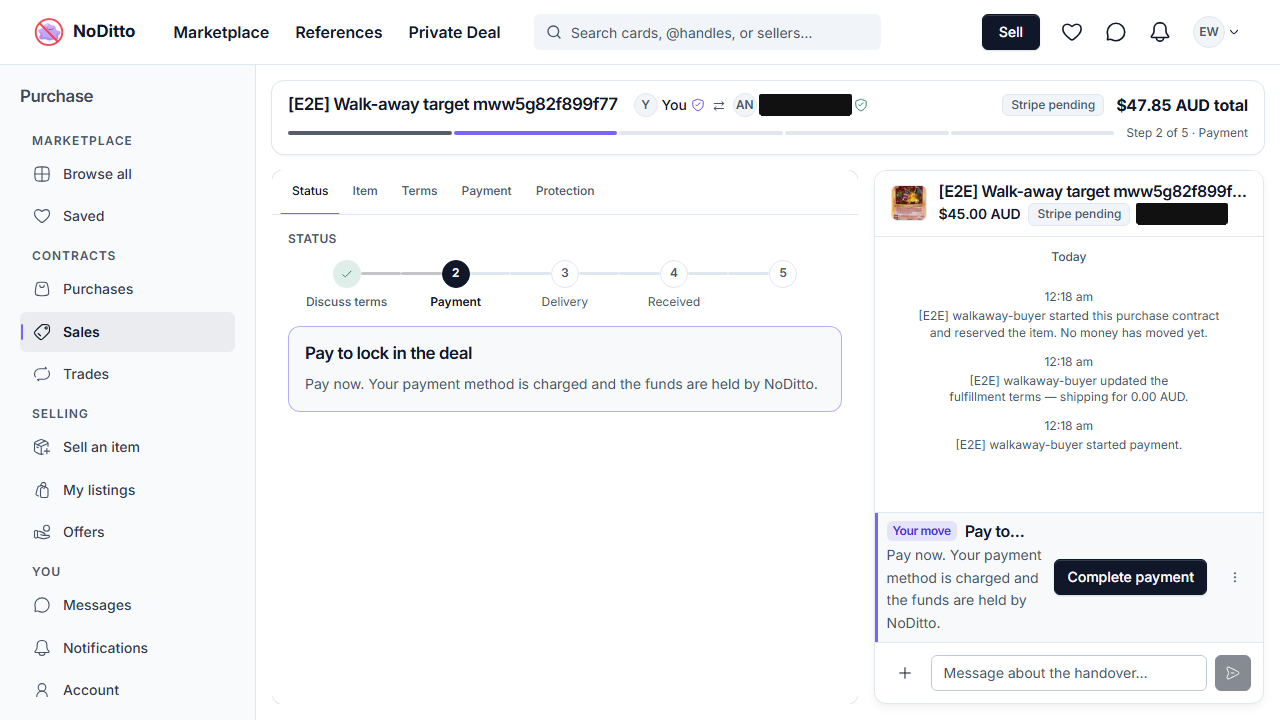 NoDitto
Marketplace
References
Private Deal
Search cards, @handles, or sellers...
Sell
EW
Purchase
MARKETPLACE
Browse all
Saved
CONTRACTS
Purchases
Sales
Trades
SELLING
Sell an item
My listings
Offers
YOU
Messages
Notifications
Account
[E2E] Walk-away target mww5g82f899f77
Y You
AN
Stripe pending
$47.85 AUD total
Step 2 of 5 · Payment
Status
Item
Terms
Payment
Protection
STATUS
2
3
4
5
Discuss terms
Payment
Delivery
Received
Pay to lock in the deal
Pay now. Your payment method is charged and the funds are held by NoDitto.
[E2E] Walk-away target mww5g82f899f...
$45.00 AUD
Stripe pending
Today
12:18 am
[E2E] walkaway-buyer started this purchase contract
and reserved the item. No money has moved yet.
12:18 am
[E2E] walkaway-buyer updated the
fulfillment terms — shipping for 0.00 AUD.
12:18 am
[E2E] walkaway-buyer started payment.
Your move
Pay to...
Pay now. Your payment
method is charged and
the funds are held by
NoDitto.
Complete payment
Message about the handover...